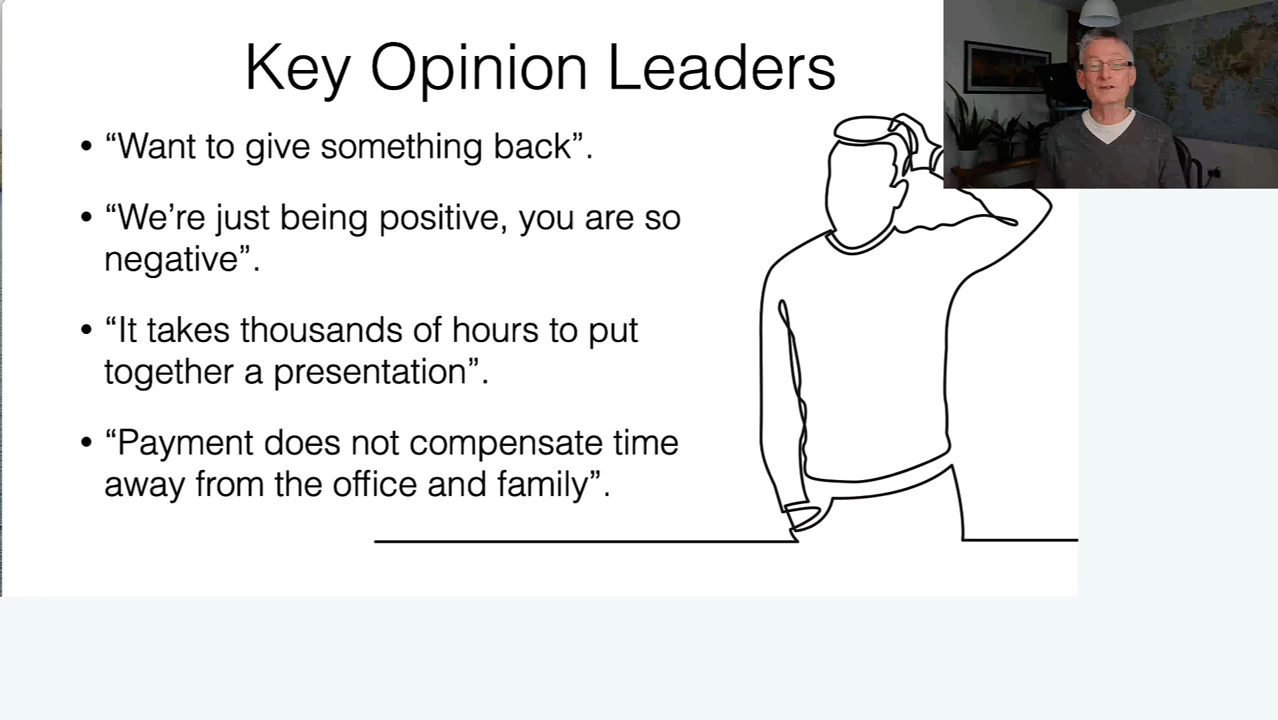 Key Opinion Leaders
• “Want to give something back”.
• “We’re just being positive, you are so
negative”.
• “It takes thousands of hours to put
together a presentation”.
• “Payment does not compensate time
away from the office and family”.